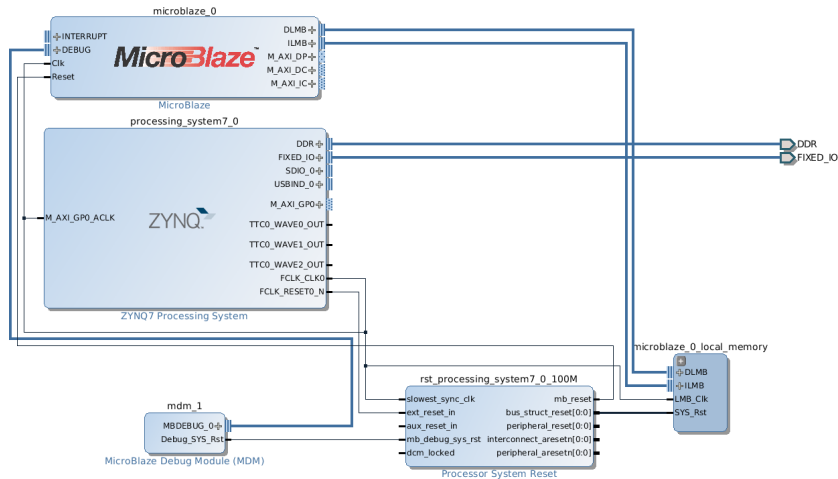 microblaze_0
INTERRUPT
DEBUG
Clk
Reset
MicroBlaze™
DLMB
ILMB
M_AXI_DP
M_AXI_DC
M_AXI_IC
MicroBlaze
processing_system7_0
M_AXI_GP0_ACLK
ZYNQ
DDR
FIXED_IO
SDIO_0
USBIND_0
M_AXI_GP0
TTC0_WAVE0_OUT
TTC0_WAVE1_OUT
TTC0_WAVE2_OUT
FCLK_CLK0
FCLK_RESET0_N
ZYNQ7 Processing System
DDR
FIXED_IO
microblaze_0_local_memory
DLMB
ILMB
LMB_Clk
SYS_Rst
rst_processing_system7_0_100M
slowest_sync_clk
ext_reset_in
aux_reset_in
mb_debug_sys_rst
dcm_locked
mb_reset
bus_struct_reset[0:0]
peripheral_reset[0:0]
interconnect_aresetn[0:0]
peripheral_aresetn[0:0]
Processor System Reset
mdm_1
MBDEBUG_0
Debug_SYS_Rst
MicroBlaze Debug Module (MDM)